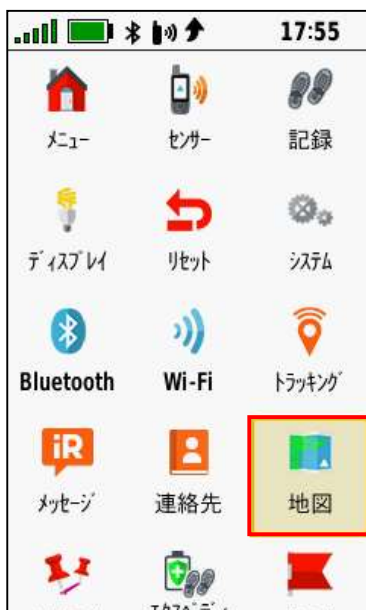 17:55
ﾒﾆｭｰ ｾﾝｻｰ 記録
ﾃﾞｨｽﾌﾟﾚｲ ﾘｾｯﾄ ｼｽﾃﾑ
Bluetooth Wi-Fi ﾄﾗｯｷﾝｸﾞ
iR
ﾒｯｾｰｼﾞ 連絡先 地図